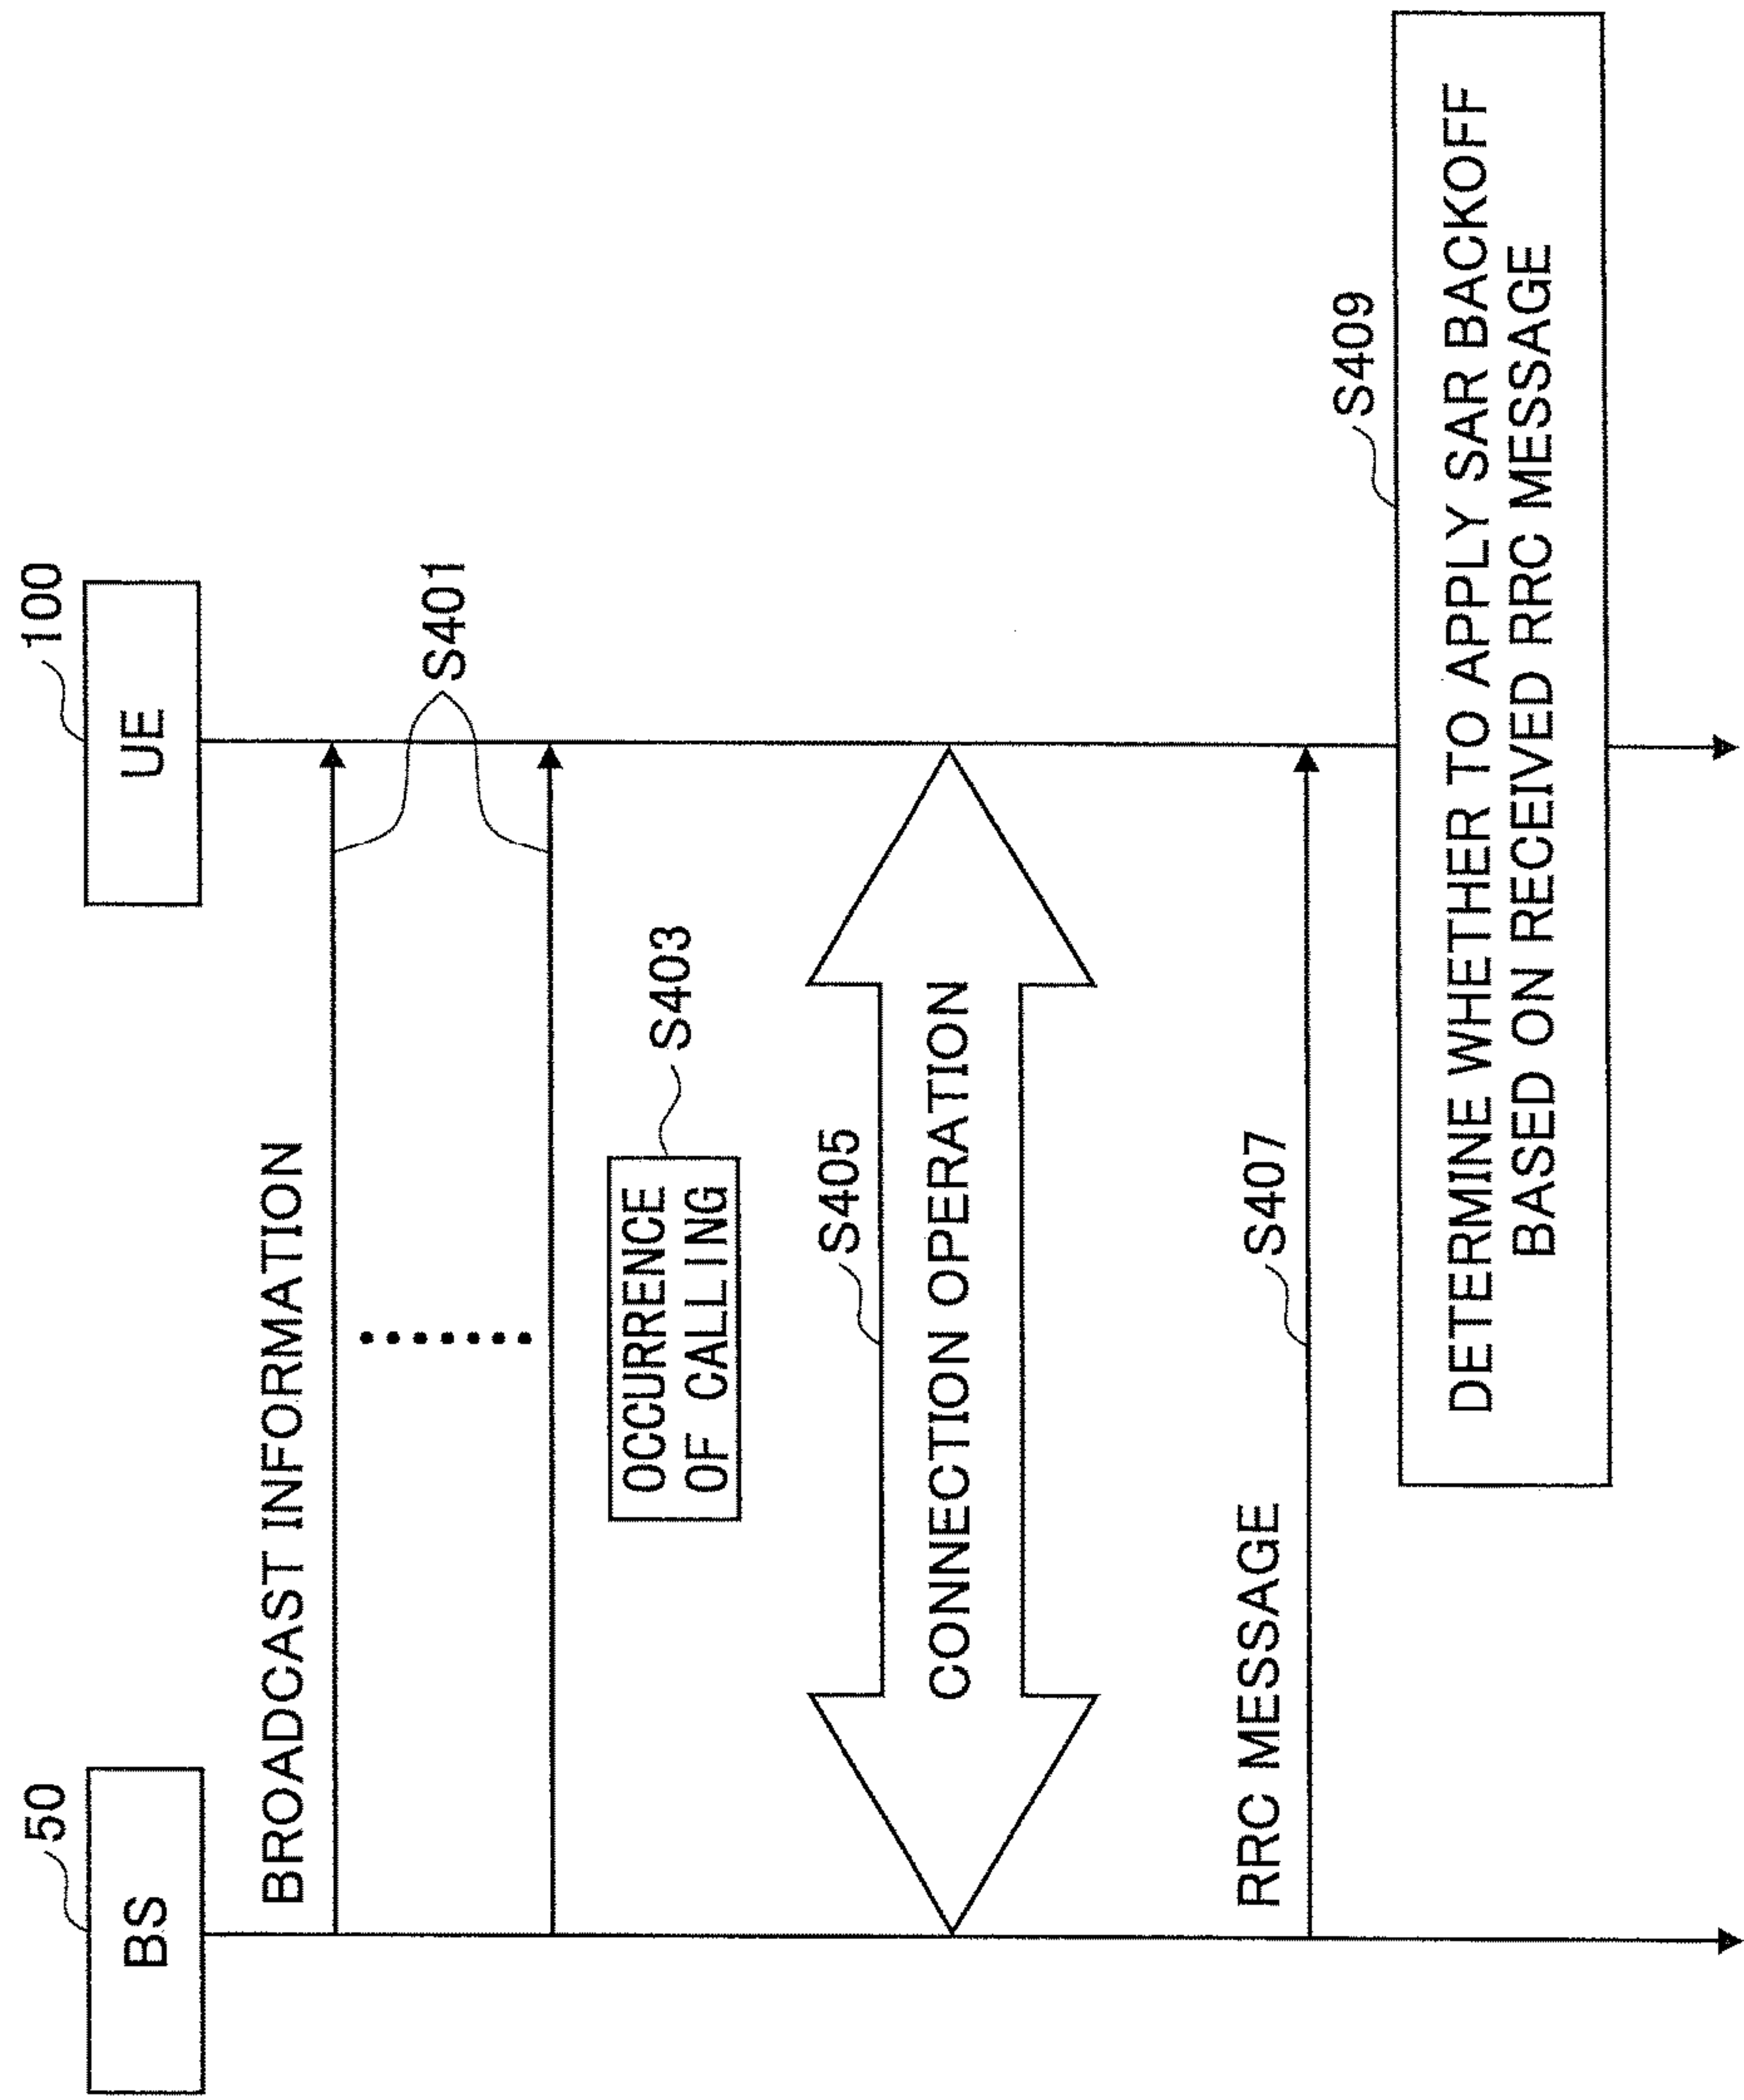 50
BS
100
UE
BROADCAST INFORMATION
S401
OCCURRENCE
OF CALLING
S403
S405
CONNECTION OPERATION
RRC MESSAGE
S407
S409
DETERMINE WHETHER TO APPLY SAR BACKOFF
BASED ON RECEIVED RRC MESSAGE